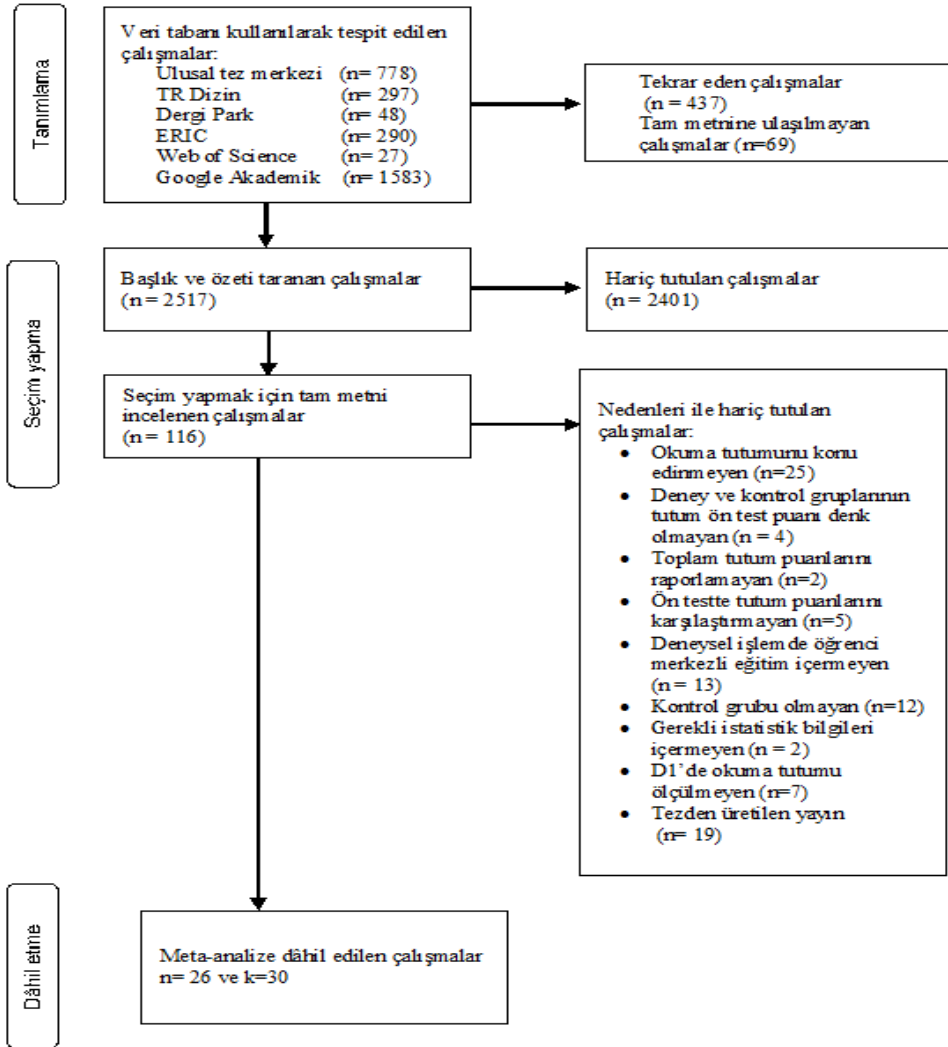 Tanımlama
Veri tabanı kullanılarak tespit edilen
çalışmalar:
Ulusal tez merkezi (n= 778)
TR Dizin (n= 297)
Dergi Park (n= 48)
ERIC (n= 290)
Web of Science (n= 27)
Google Akademik (n= 1583)
Tekrar eden çalışmalar
(n = 437)
Tam metnine ulaşılmayan
çalışmalar (n=69)
Seçim yapma
Başlık ve özeti taranan çalışmalar
(n = 2517)
Hariç tutulan çalışmalar
(n = 2401)
Seçim yapmak için tam metni
incelenen çalışmalar
(n = 116)
Nedenleri ile hariç tutulan
çalışmalar:
• Okuma tutumunu konu
edinmeyen (n=25)
• Deney ve kontrol gruplarının
tutum ön test puanı denk
olmayan (n = 4)
• Toplam tutum puanlarını
raporlamayan (n=2)
• Ön testte tutum puanlarını
karşılaştırmayan (n=5)
• Deneysel işlemde öğrenci
merkezli eğitim içermeyen
(n = 13)
• Kontrol grubu olmayan (n=12)
• Gerekli istatistik bilgileri
içermeyen (n = 2)
• D1’de okuma tutumu
ölçülmeyen (n=7)
• Tezden üretilen yayın
(n= 19)
Dâhil etme
Meta-analize dâhil edilen çalışmalar
n= 26 ve k=30